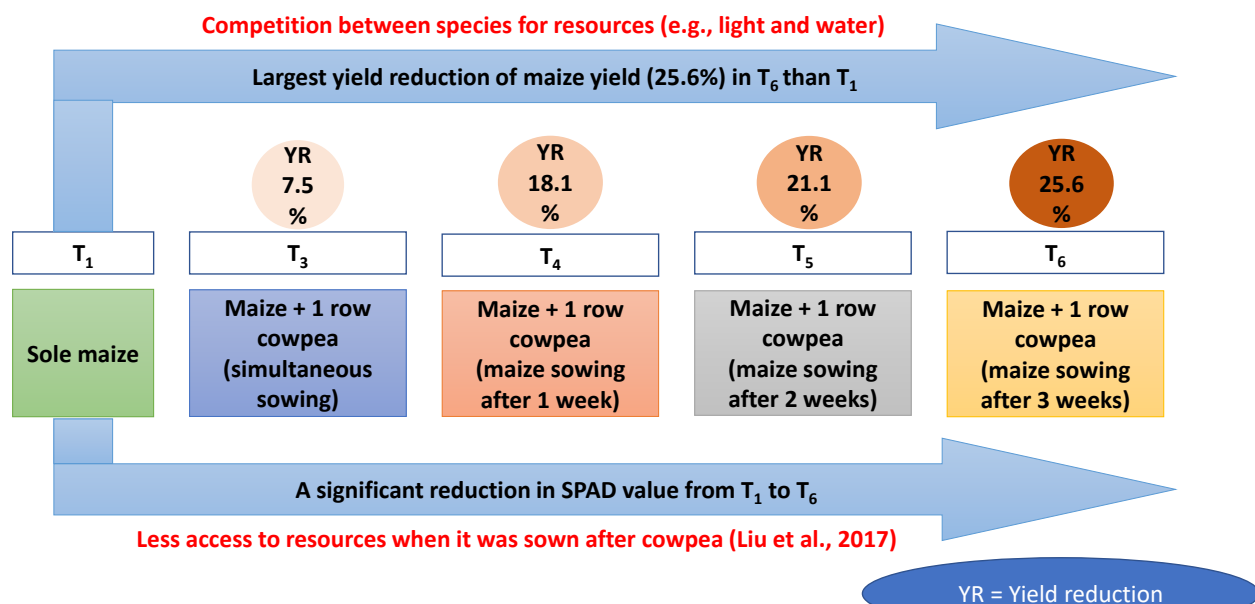 Competition between species for resources (e.g., light and water)
Largest yield reduction of maize yield (25.6%) in T₆ than T₁
YR
7.5
%
YR
18.1
%
YR
21.1
%
YR
25.6
%
T₁
T₃
T₄
T₅
T₆
Sole maize
Maize + 1 row
cowpea
(simultaneous
sowing)
Maize + 1 row
cowpea
(maize sowing
after 1 week)
Maize + 1 row
cowpea
(maize sowing
after 2 weeks)
Maize + 1 row
cowpea
(maize sowing
after 3 weeks)
A significant reduction in SPAD value from T₁ to T₆
Less access to resources when it was sown after cowpea (Liu et al., 2017)
YR = Yield reduction